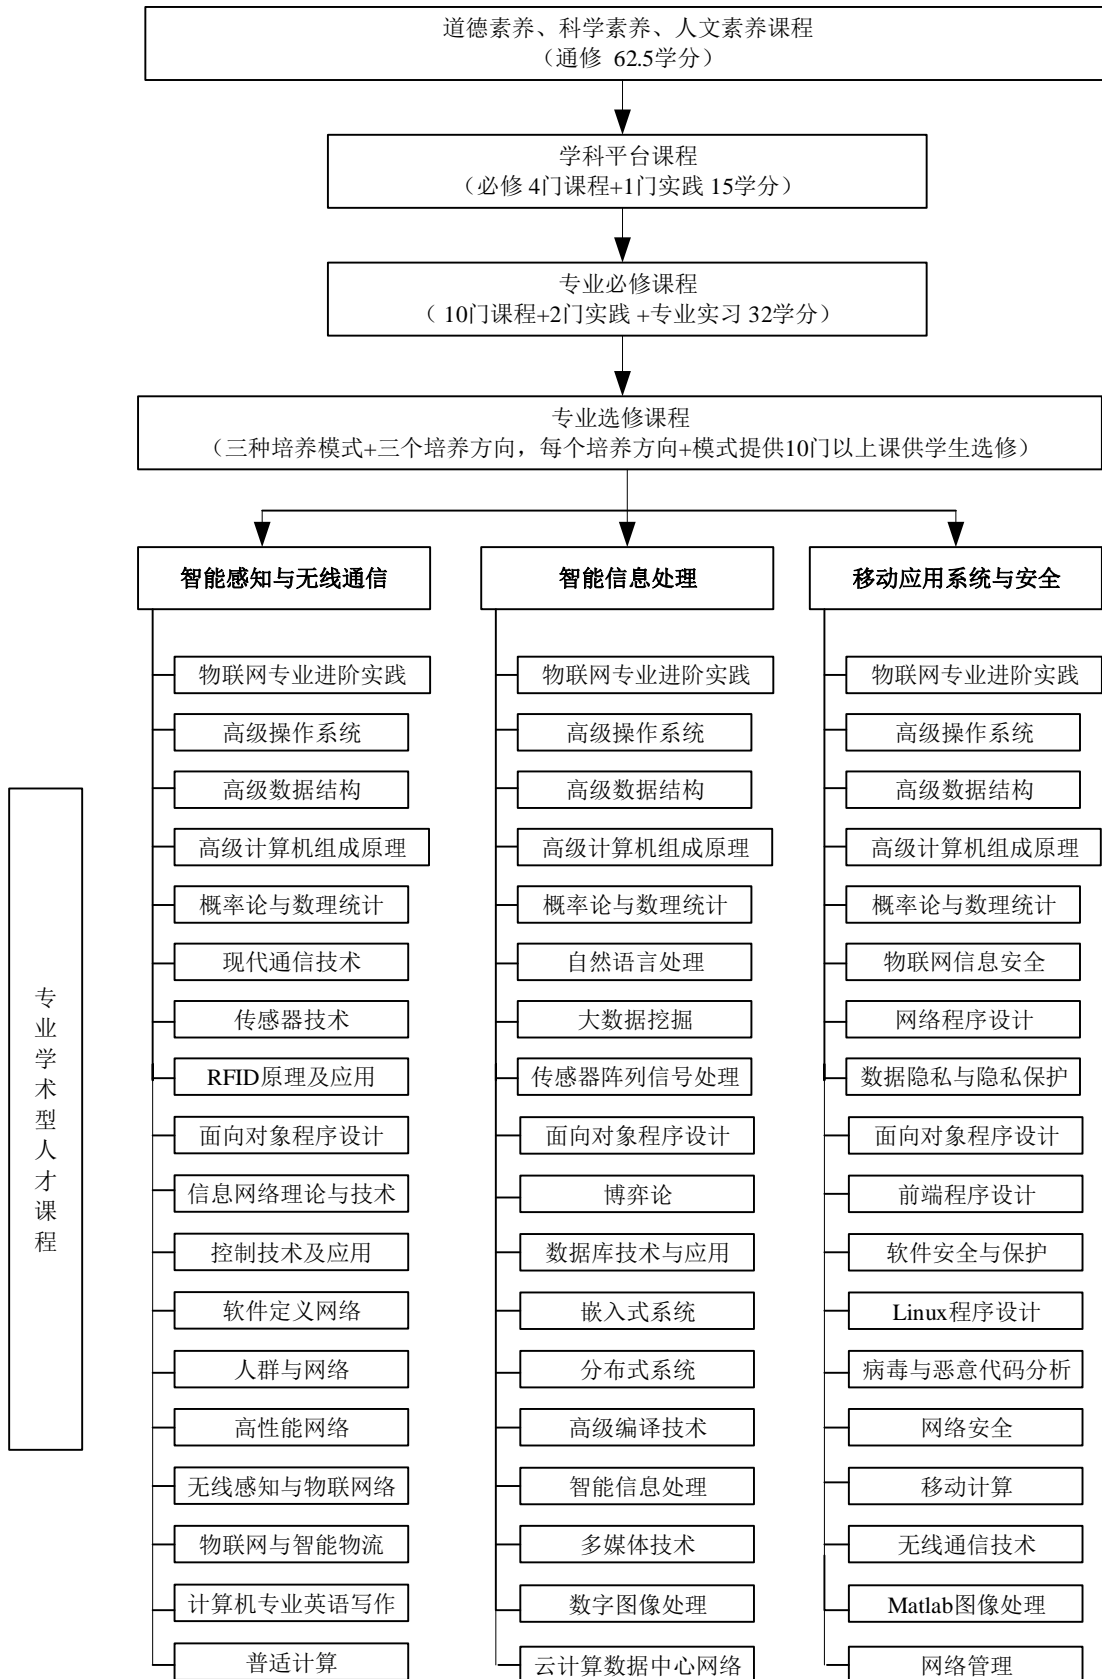 道德素养、科学素养、人文素养课程
（通修 62.5学分）
学科平台课程
（必修 4门课程+1门实践 15学分）
专业必修课程
（ 10门课程+2门实践 +专业实习 32学分）
专业选修课程
（三种培养模式+三个培养方向，每个培养方向+模式提供10门以上课供学生选修）
智能感知与无线通信
智能信息处理
移动应用系统与安全
专业学术型人才课程
物联网专业进阶实践
高级操作系统
高级数据结构
高级计算机组成原理
概率论与数理统计
现代通信技术
传感器技术
RFID原理及应用
面向对象程序设计
信息网络理论与技术
控制技术及应用
软件定义网络
人群与网络
高性能网络
无线感知与物联网络
物联网与智能物流
计算机专业英语写作
普适计算
物联网专业进阶实践
高级操作系统
高级数据结构
高级计算机组成原理
概率论与数理统计
自然语言处理
大数据挖掘
传感器阵列信号处理
面向对象程序设计
博弈论
数据库技术与应用
嵌入式系统
分布式系统
高级编译技术
智能信息处理
多媒体技术
数字图像处理
云计算数据中心网络
物联网专业进阶实践
高级操作系统
高级数据结构
高级计算机组成原理
概率论与数理统计
物联网信息安全
网络程序设计
数据隐私与隐私保护
面向对象程序设计
前端程序设计
软件安全与保护
Linux程序设计
病毒与恶意代码分析
网络安全
移动计算
无线通信技术
Matlab图像处理
网络管理